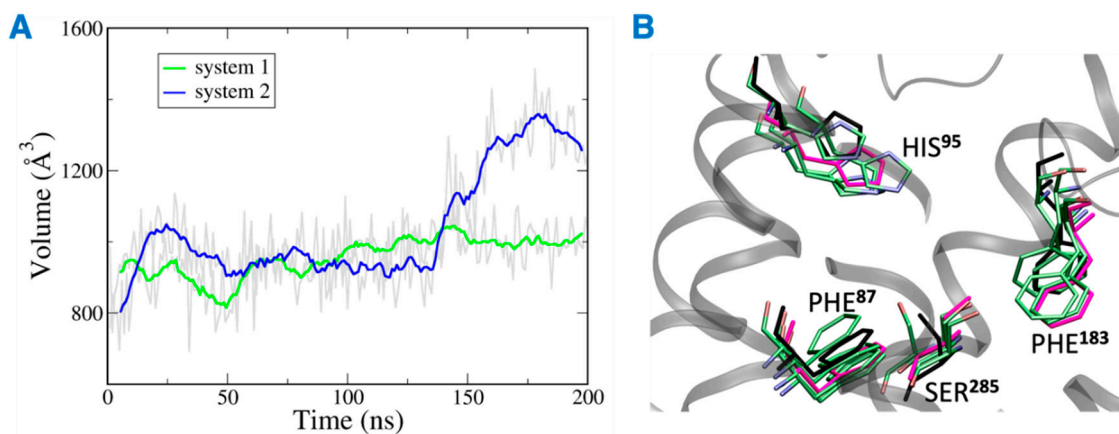 A
1600
1200
800
Volume (Å³)
system 1
system 2
0
50
100
150
200
Time (ns)
B
HIS⁹⁵
PHE⁸⁷
SER²⁸⁵
PHE¹⁸³